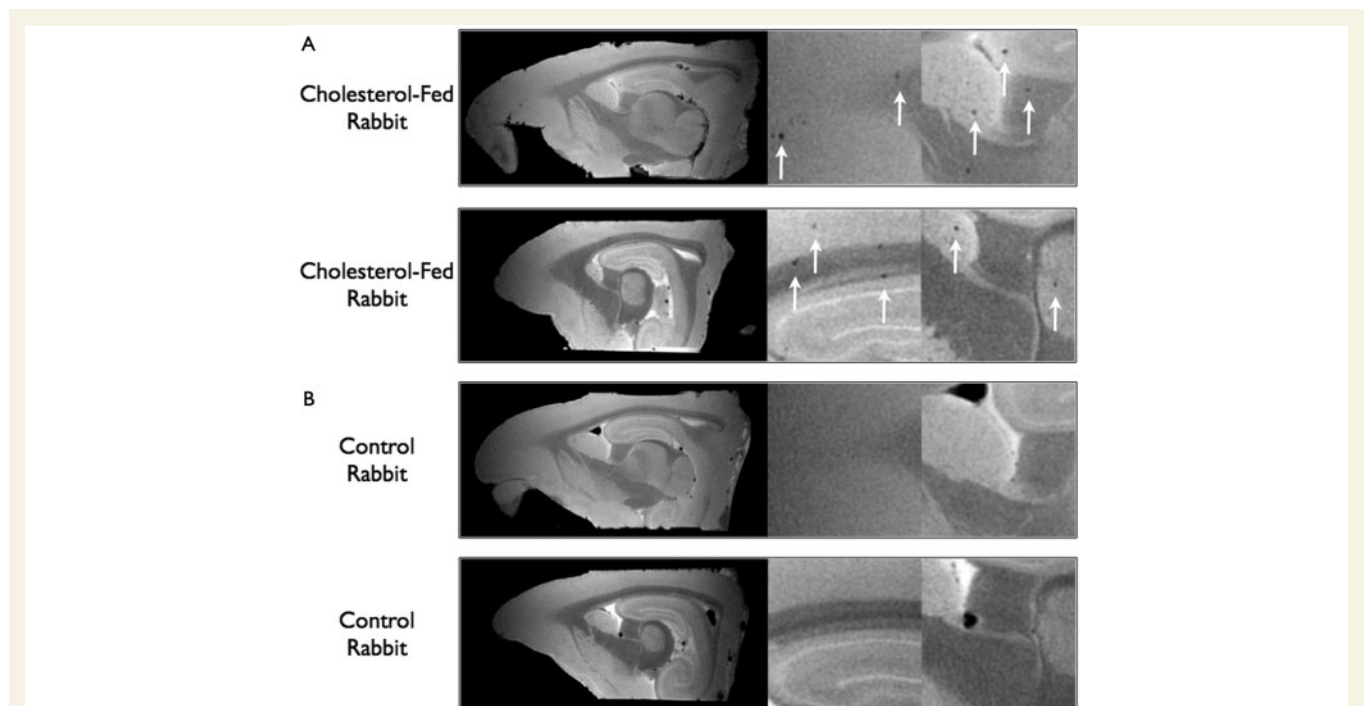 A
Cholesterol-Fed
Rabbit
Cholesterol-Fed
Rabbit
B
Control
Rabbit
Control
Rabbit